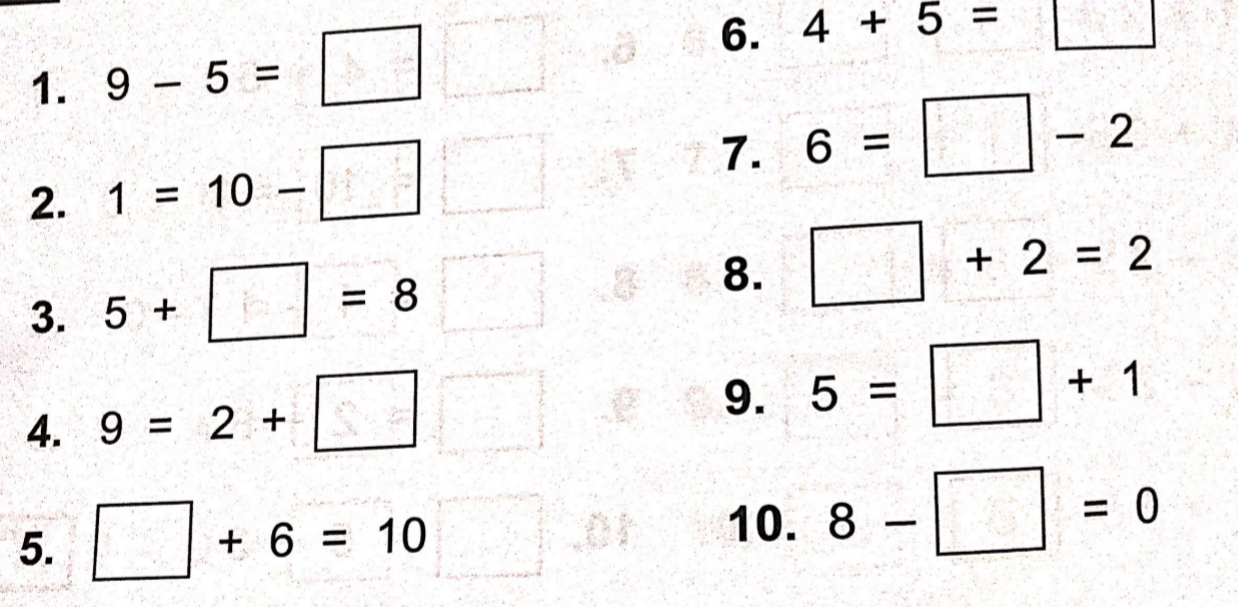 1. 9 – 5 = □
2. 1 = 10 – □
3. 5 + □ = 8
4. 9 = 2 + □
5. □ + 6 = 10
6. 4 + 5 = □
7. 6 = □ – 2
8. □ + 2 = 2
9. 5 = □ + 1
10. 8 – □ = 0